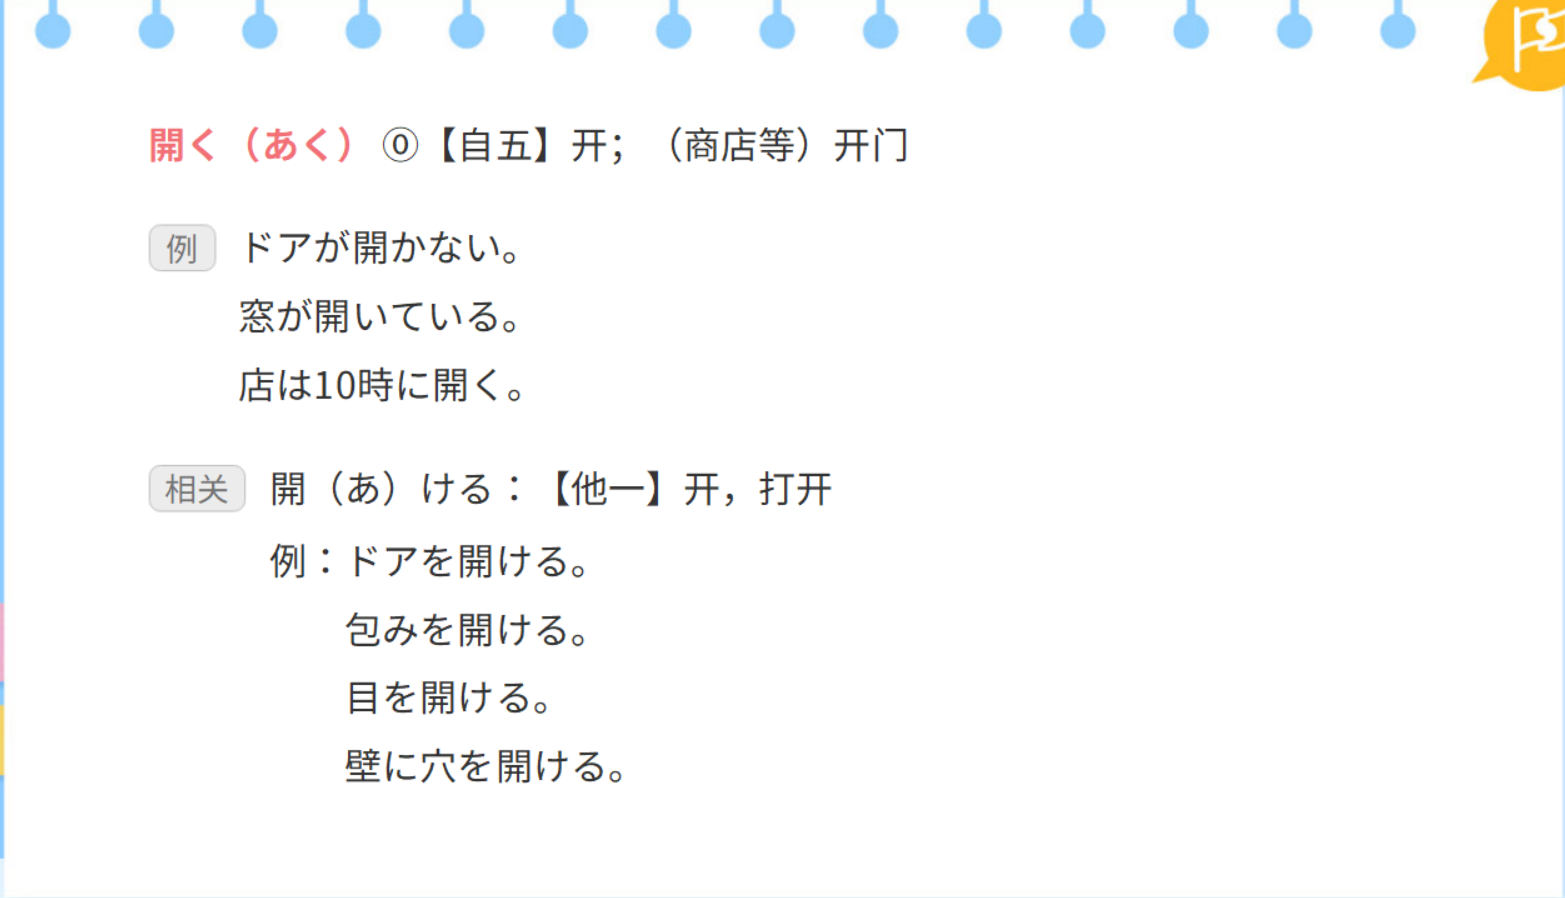 開く（あく）⓪【自五】开；（商店等）开门
例 ドアが開かない。
窓が開いている。
店は10時に開く。
相关 開（あ）ける：【他一】开，打开
例：ドアを開ける。
包みを開ける。
目を開ける。
壁に穴を開ける。